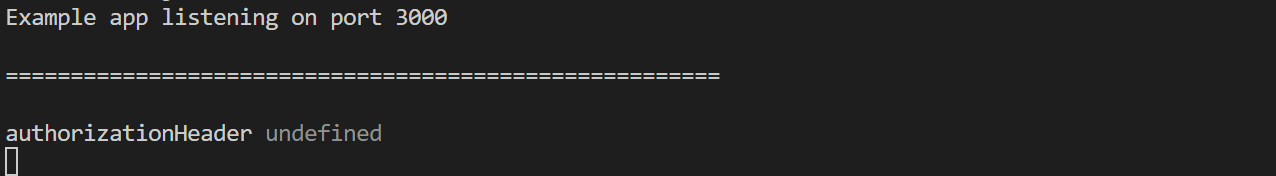 Example app listening on port 3000
=======================================================
authorizationHeader undefined